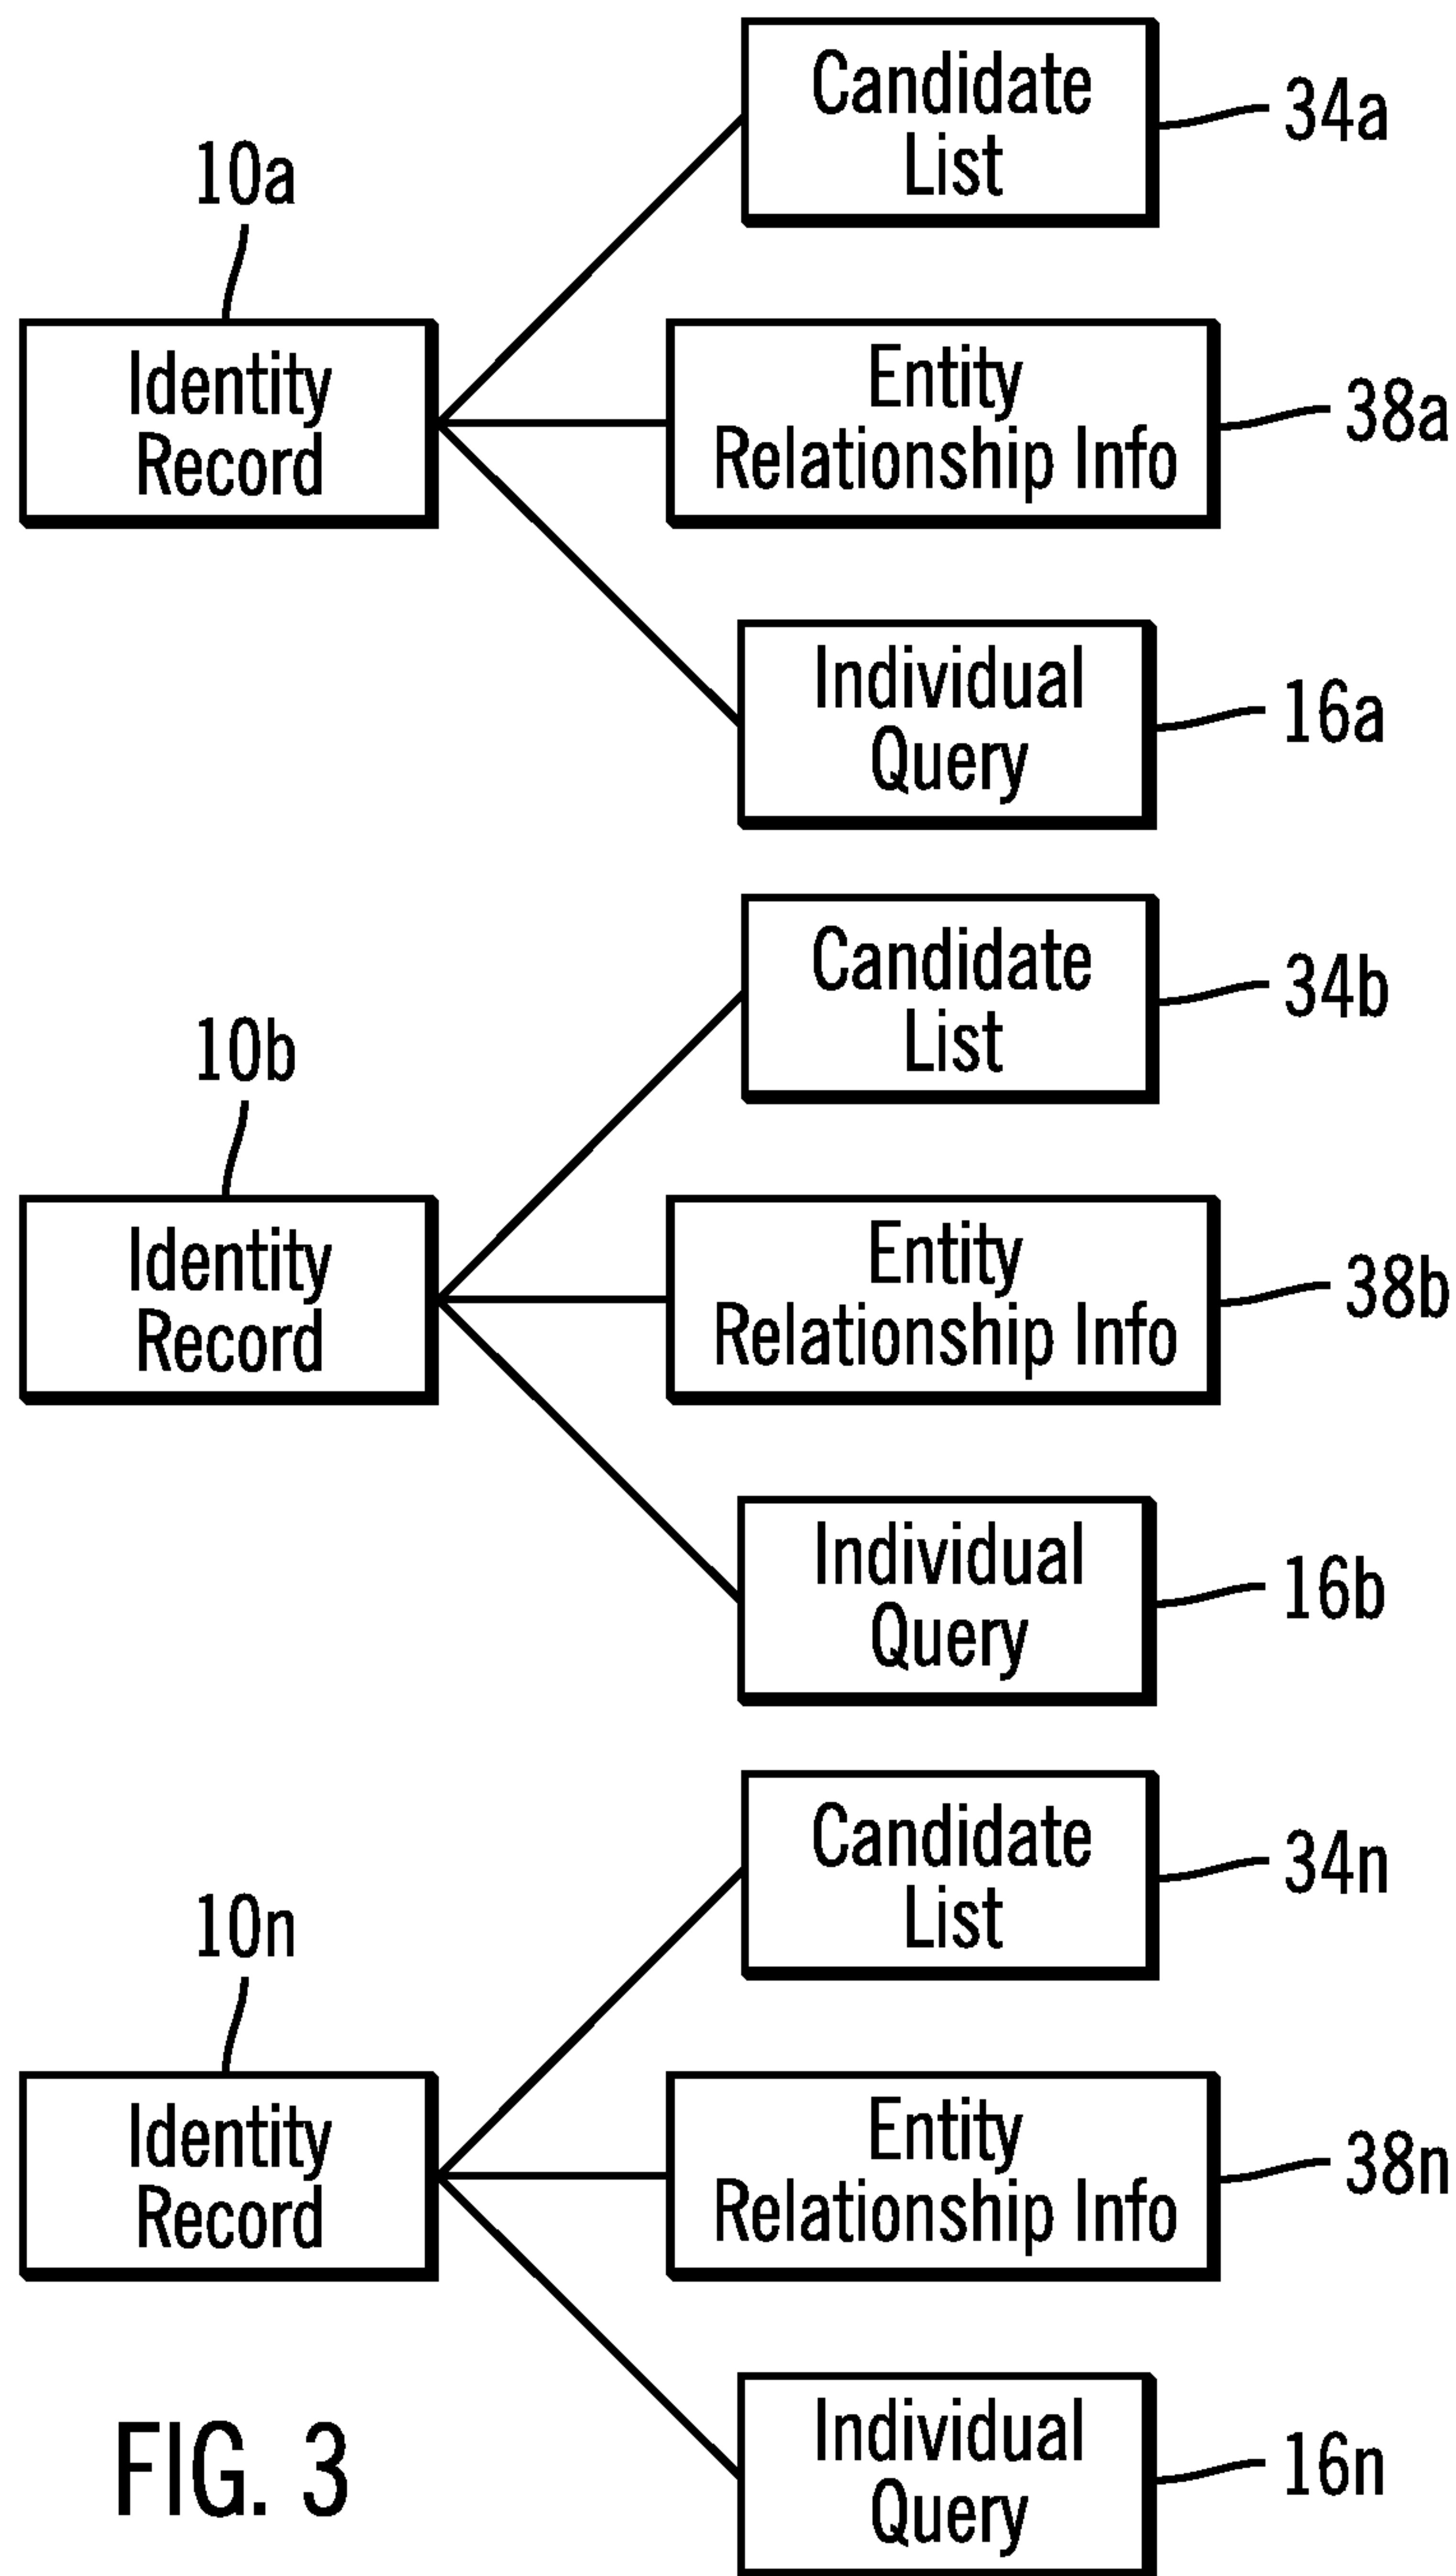 Candidate
List
34a
10a
Identity
Record
Entity
Relationship Info
38a
Individual
Query
16a
Candidate
List
34b
10b
Identity
Record
Entity
Relationship Info
38b
Individual
Query
16b
Candidate
List
34n
10n
Identity
Record
Entity
Relationship Info
38n
Individual
Query
16n
FIG. 3